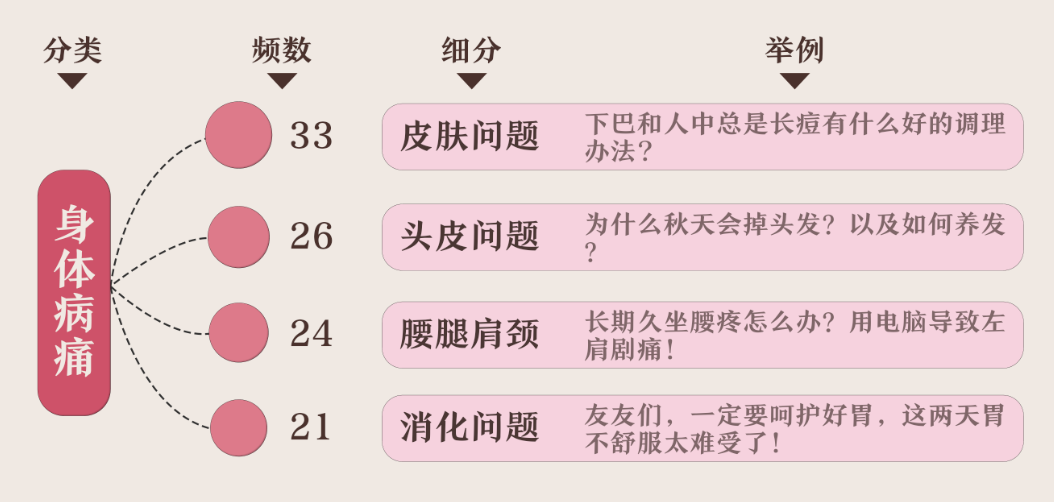 分类
频数
细分
举例
身体病痛
33
皮肤问题
下巴和人中总是长痘有什么好的调理
办法？
26
头皮问题
为什么秋天会掉头发？以及如何养发
？
24
腰腿肩颈
长期久坐腰疼怎么办？用电脑导致左
肩剧痛！
21
消化问题
友友们，一定要呵护好胃，这两天胃
不舒服太难受了！